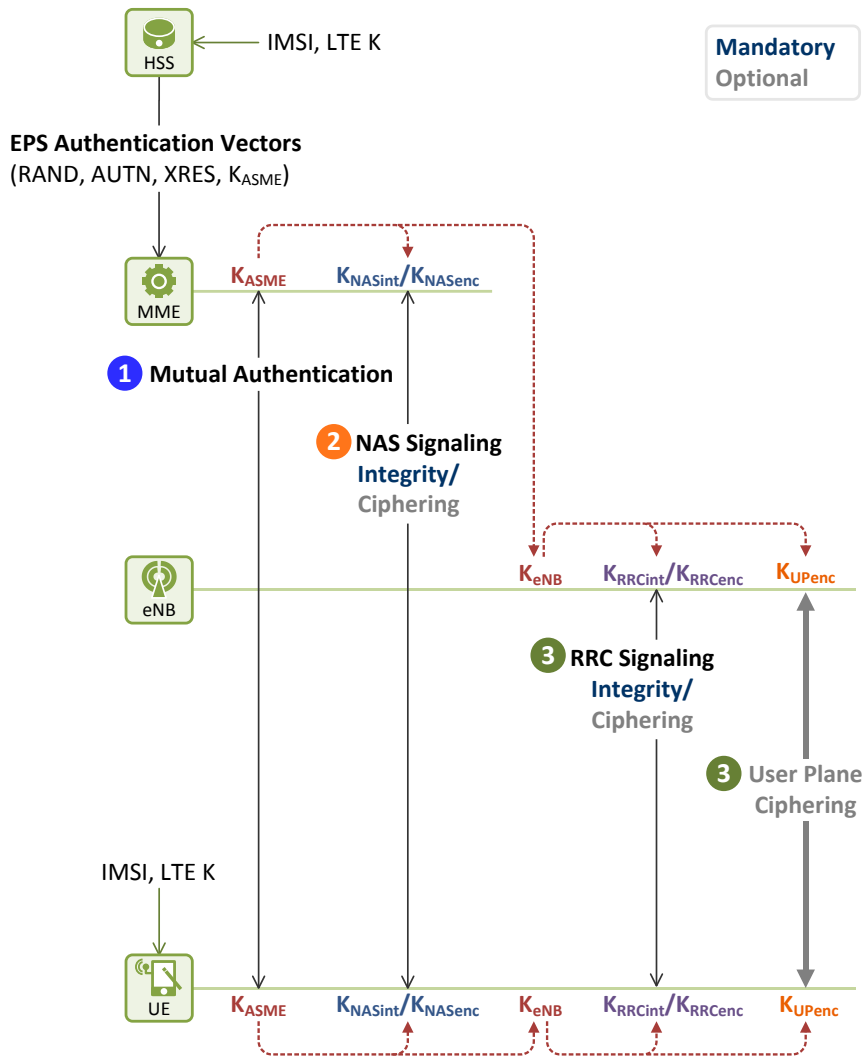 IMSI, LTE K
HSS
Mandatory
Optional
EPS Authentication Vectors
(RAND, AUTN, XRES, KASME)
KASME
KNASint/KNASenc
MME
1 Mutual Authentication
2 NAS Signaling
Integrity/
Ciphering
KeNB
KRRCint/KRRCenc
KUPenc
eNB
3 RRC Signaling
Integrity/
Ciphering
3 User Plane
Ciphering
IMSI, LTE K
UE
KASME
KNASint/KNASenc
KeNB
KRRCint/KRRCenc
KUPenc